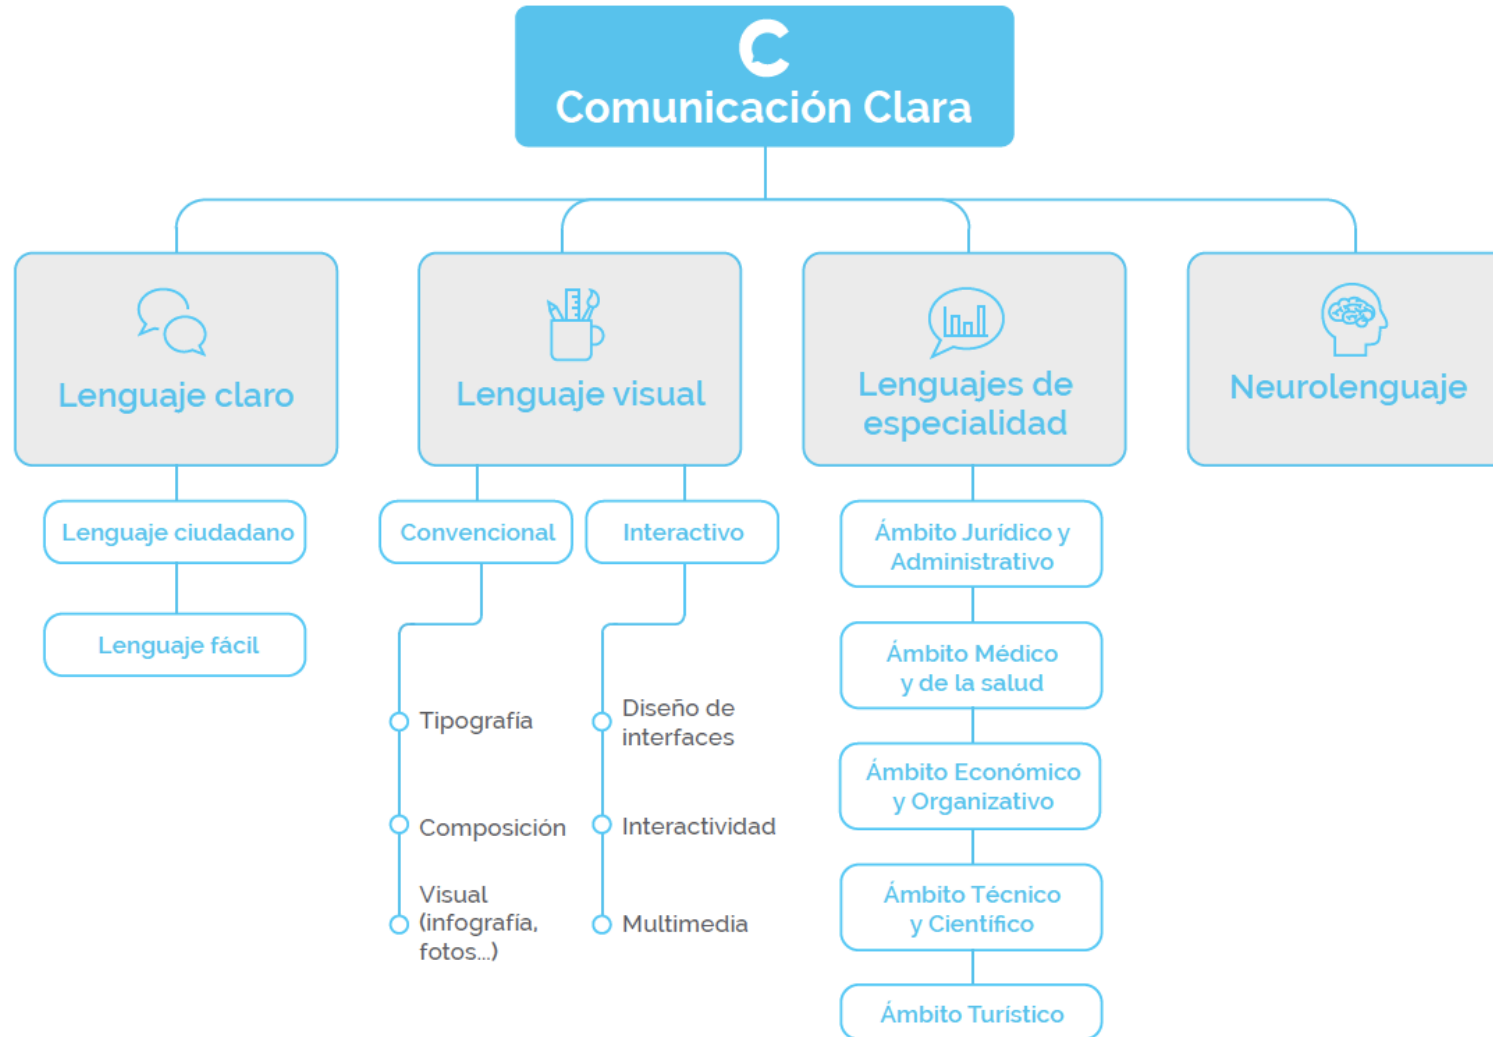 Comunicación Clara
Lenguaje claro
Lenguaje ciudadano
Lenguaje fácil
Lenguaje visual
Convencional
Tipografía
Composición
Visual
(infografía,
fotos...)
Interactivo
Diseño de
interfaces
Interactividad
Multimedia
Lenguajes de
especialidad
Ámbito Jurídico y
Administrativo
Ámbito Médico
y de la salud
Ámbito Económico
y Organizativo
Ámbito Técnico
y Científico
Ámbito Turístico
Neurolenguaje